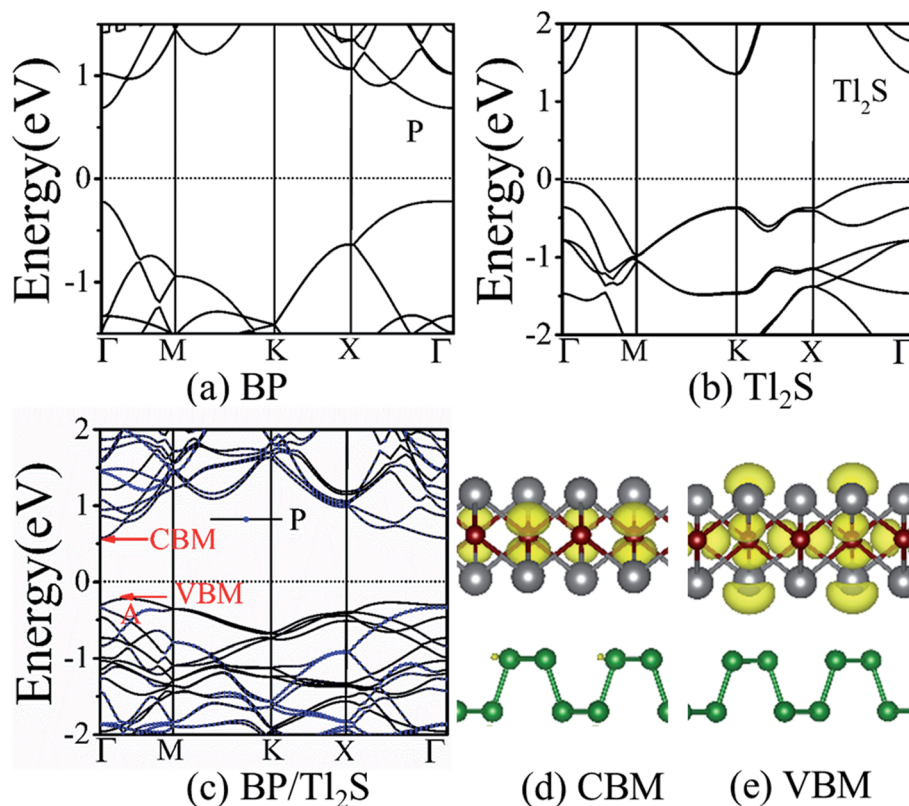 Energy(eV)
1
0
-1
P
Γ M K X Γ
(a) BP
Energy(eV)
2
1
0
-1
-2
Tl₂S
Γ M K X Γ
(b) Tl₂S
Energy(eV)
2
1
0
-1
-2
P
CBM
VBM
A
Γ M K X Γ
(c) BP/Tl₂S
(d) CBM
(e) VBM